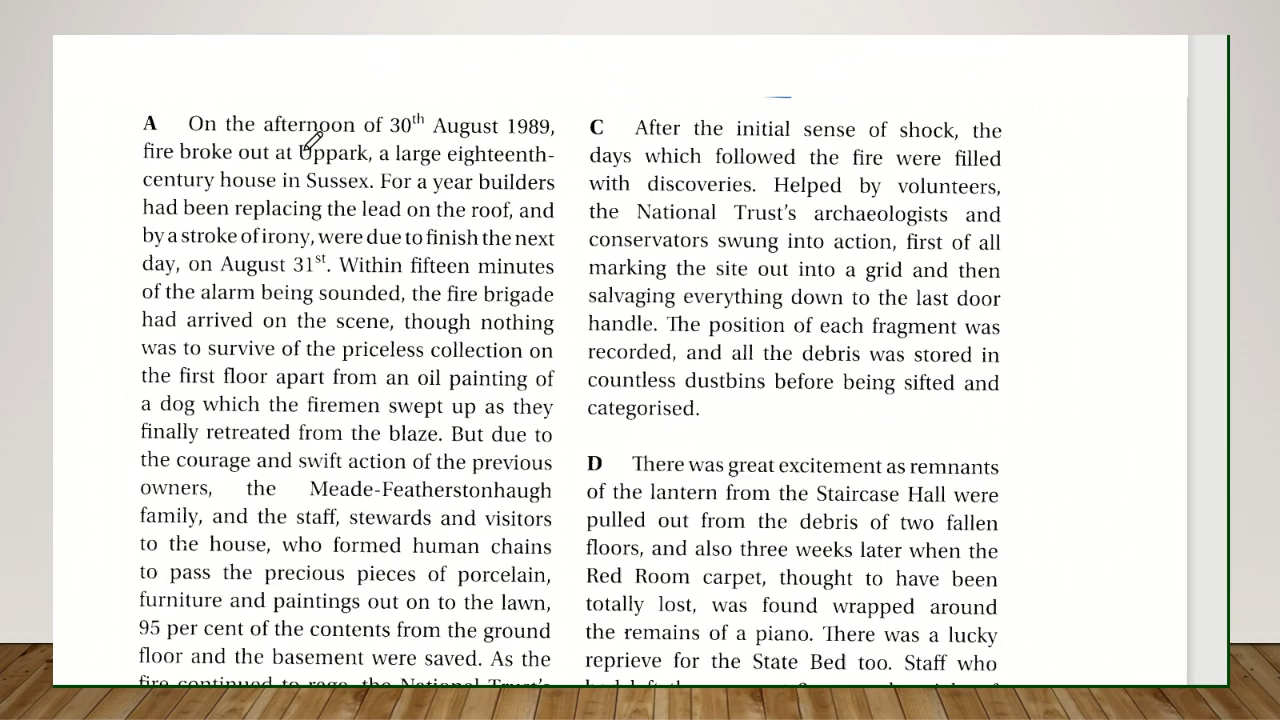 A On the afternoon of 30th August 1989,
fire broke out at Uppark, a large eighteenth-
century house in Sussex. For a year builders
had been replacing the lead on the roof, and
by a stroke of irony, were due to finish the next
day, on August 31st. Within fifteen minutes
of the alarm being sounded, the fire brigade
had arrived on the scene, though nothing
was to survive of the priceless collection on
the first floor apart from an oil painting of
a dog which the firemen swept up as they
finally retreated from the blaze. But due to
the courage and swift action of the previous
owners, the Meade-Featherstonhaugh
family, and the staff, stewards and visitors
to the house, who formed human chains
to pass the precious pieces of porcelain,
furniture and paintings out on to the lawn,
95 per cent of the contents from the ground
floor and the basement were saved. As the
fire continued to rage, the National Trust's
C After the initial sense of shock, the
days which followed the fire were filled
with discoveries. Helped by volunteers,
the National Trust's archaeologists and
conservators swung into action, first of all
marking the site out into a grid and then
salvaging everything down to the last door
handle. The position of each fragment was
recorded, and all the debris was stored in
countless dustbins before being sifted and
categorised.
D There was great excitement as remnants
of the lantern from the Staircase Hall were
pulled out from the debris of two fallen
floors, and also three weeks later when the
Red Room carpet, thought to have been
totally lost, was found wrapped around
the remains of a piano. There was a lucky
reprieve for the State Bed too. Staff who